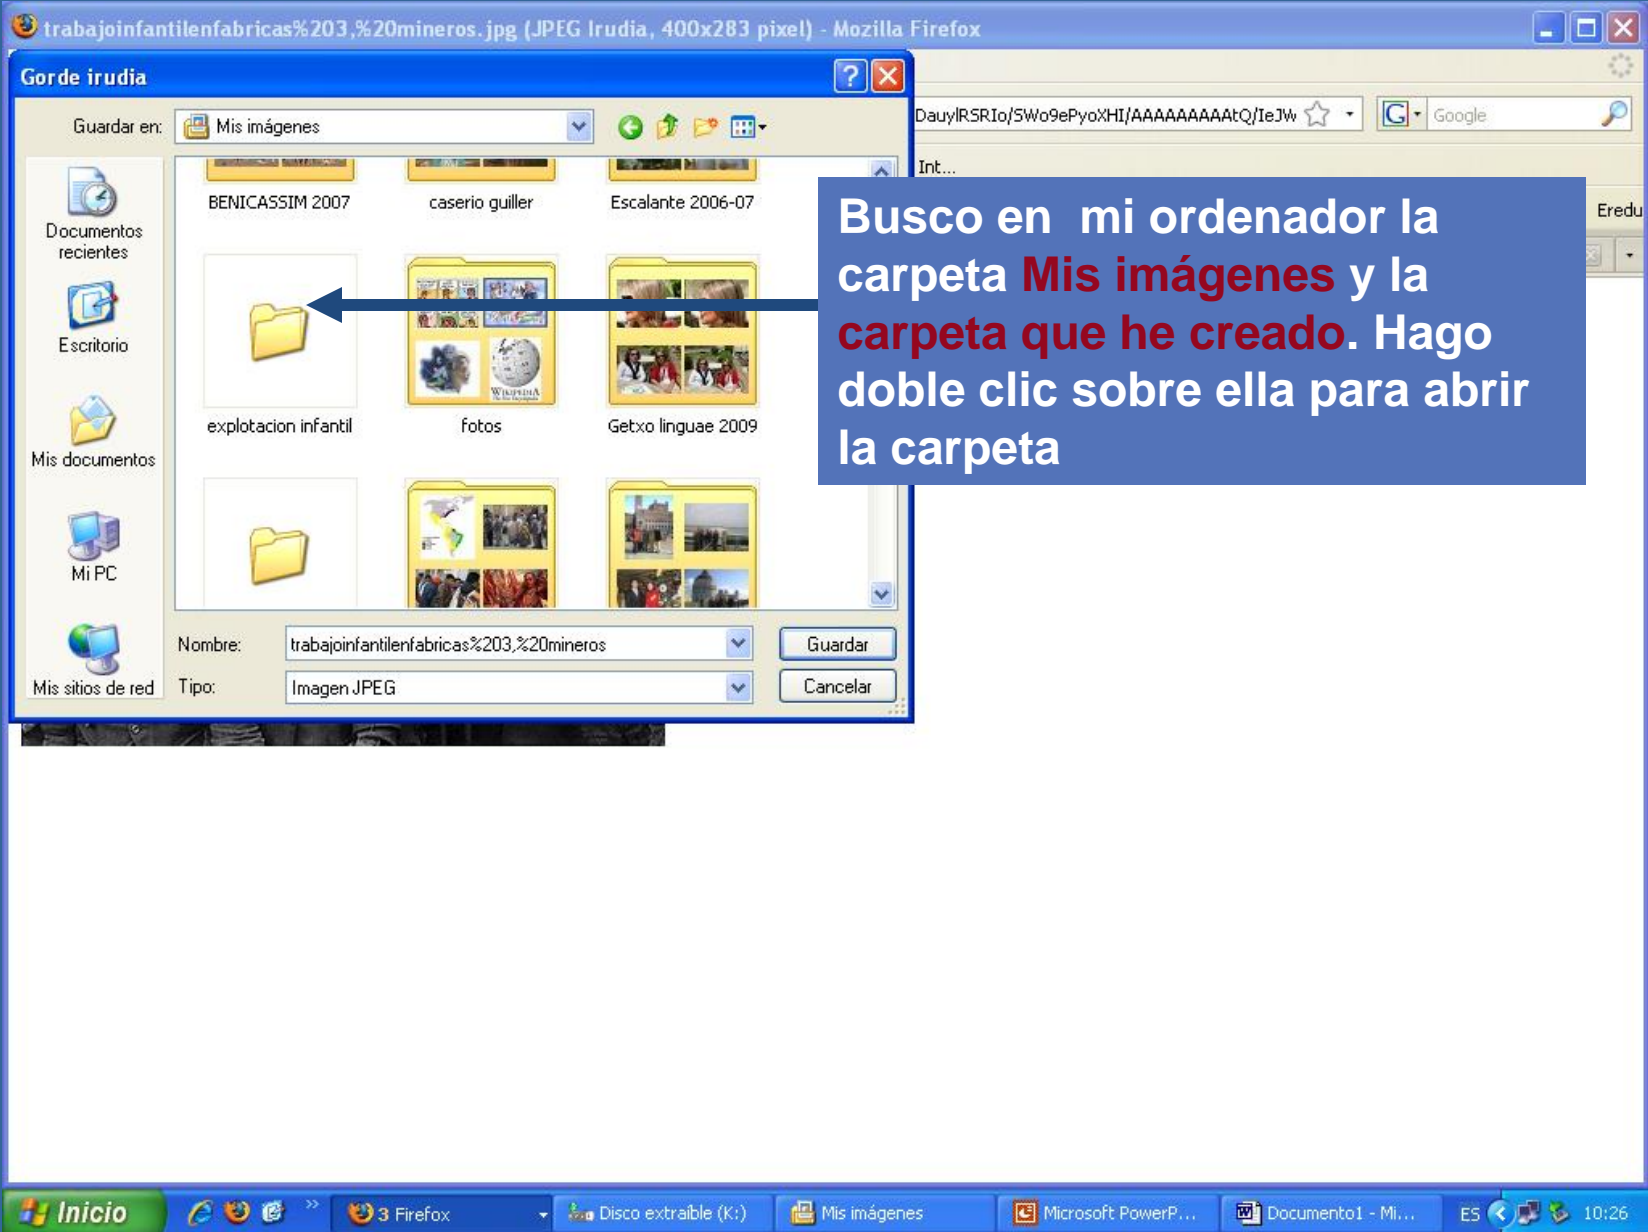 trabajoinfantilenfabricas%203,%20mineros.jpg (JPEG Irudia, 400x283 pixel) - Mozilla Firefox
Gorde irudia
Guardar en:
Mis imágenes
DauylRSRIo/SWo9ePyoXHI/AAAAAAAAAtQ/IeJW
Google
Int...
Eredu
Documentos
recientes
Escritorio
Mis documentos
Mi PC
Mis sitios de red
BENICASSIM 2007
caserio guiller
Escalante 2006-07
explotacion infantil
fotos
Getxo linguae 2009
WIKIPEDIA
Busco en  mi ordenador la
carpeta Mis imágenes y la
carpeta que he creado. Hago
doble clic sobre ella para abrir
la carpeta
Nombre:
trabajoinfantilenfabricas%203,%20mineros
Guardar
Tipo:
Imagen JPEG
Cancelar
Inicio
3 Firefox
Disco extraíble (K:)
Mis imágenes
Microsoft PowerP...
Documento1 - Mi...
ES
10:26